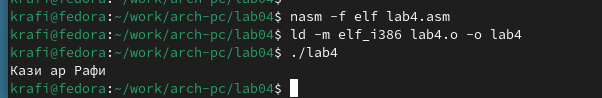 krafi@fedora:~/work/arch-pc/lab04$ nasm -f elf lab4.asm
krafi@fedora:~/work/arch-pc/lab04$ ld -m elf_i386 lab4.o -o lab4
krafi@fedora:~/work/arch-pc/lab04$ ./lab4
Кази ар Рафи
krafi@fedora:~/work/arch-pc/lab04$